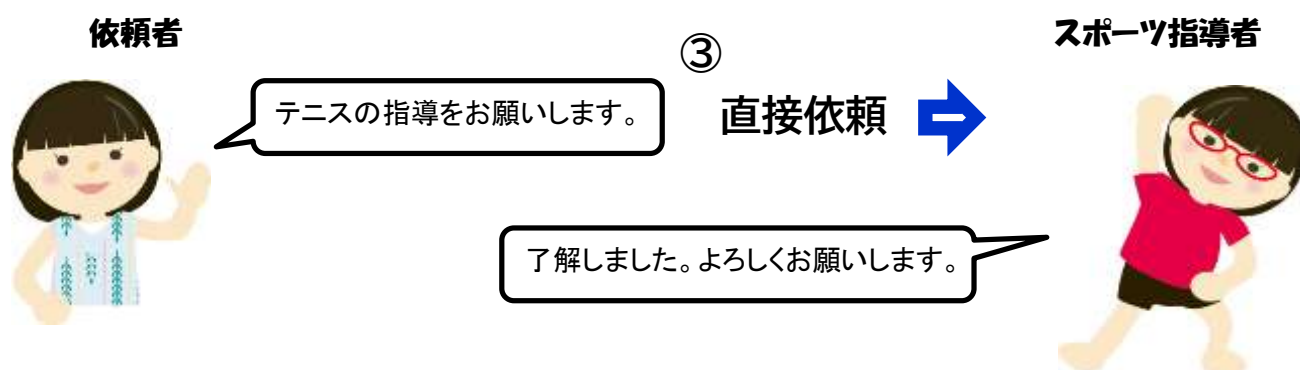 依頼者
スポーツ指導者
③
テニスの指導をお願いします。
直接依頼
了解しました。よろしくお願いします。